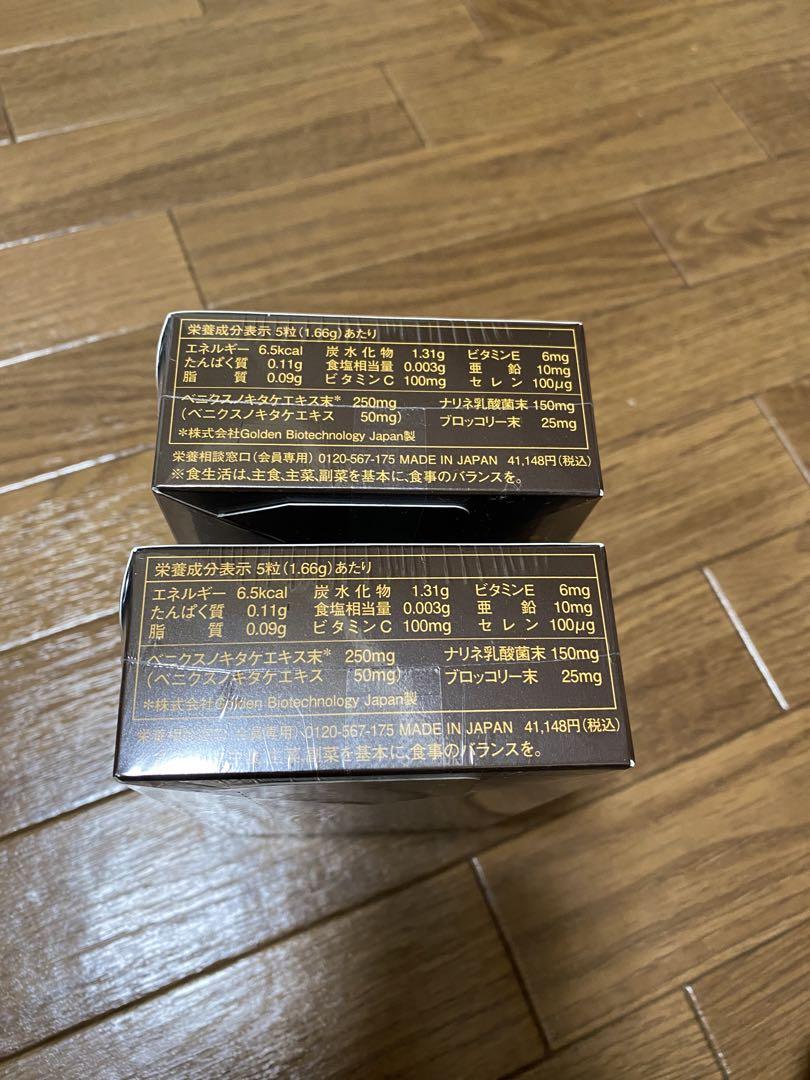 栄養成分表示 5粒(1.66g)あたり
エネルギー 6.5kcal 炭水化物 1.31g ビタミンE 6mg
たんぱく質 0.11g 食塩相当量 0.003g 亜鉛 10mg
脂質 0.09g ビタミンC 100mg セレン 100μg
ベニクスノキタケエキス末* 250mg ナリネ乳酸菌末 150mg
(ベニクスノキタケエキス 50mg) ブロッコリー末 25mg
*株式会社Golden Biotechnology Japan製
栄養相談窓口(会員専用) 0120-567-175 MADE IN JAPAN 41,148円(税込)
※食生活は、主食、主菜、副菜を基本に、食事のバランスを。
栄養成分表示 5粒(1.66g)あたり
エネルギー 6.5kcal 炭水化物 1.31g ビタミンE 6mg
たんぱく質 0.11g 食塩相当量 0.003g 亜鉛 10mg
脂質 0.09g ビタミンC 100mg セレン 100μg
ベニクスノキタケエキス末* 250mg ナリネ乳酸菌末 150mg
(ベニクスノキタケエキス 50mg) ブロッコリー末 25mg
*株式会社Golden Biotechnology Japan製
栄養相談 会員専用) 0120-567-175 MADE IN JAPAN 41,148円(税込)
主菜、副菜を基本に、食事のバランスを。